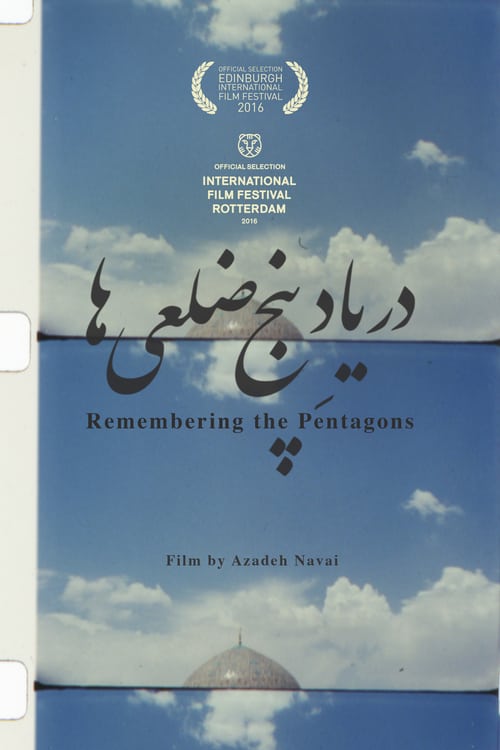 OFFICIAL SELECTION
EDINBURGH
INTERNATIONAL
FILM FESTIVAL
2016
OFFICIAL SELECTION
INTERNATIONAL
FILM FESTIVAL
ROTTERDAM
2016
در یادِ پنج ضلعی ها
Remembering the Pentagons
Film by Azadeh Navai